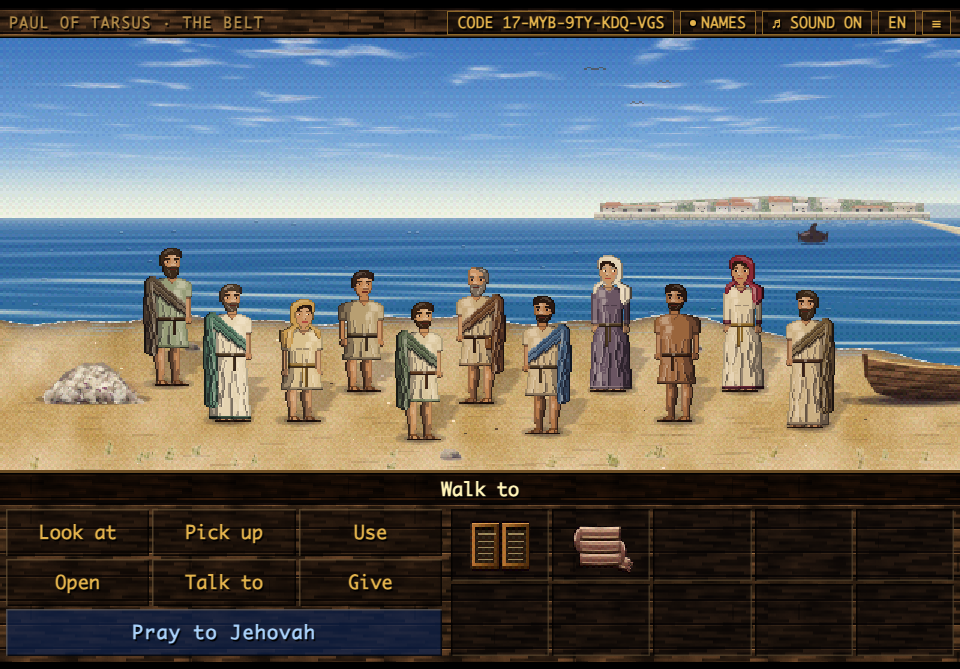 PAUL OF TARSUS · THE BELT
CODE 17-MYB-9TY-KDQ-VGS
• NAMES
♬ SOUND ON
EN
≡
Walk to
Look at
Pick up
Use
Open
Talk to
Give
Pray to Jehovah